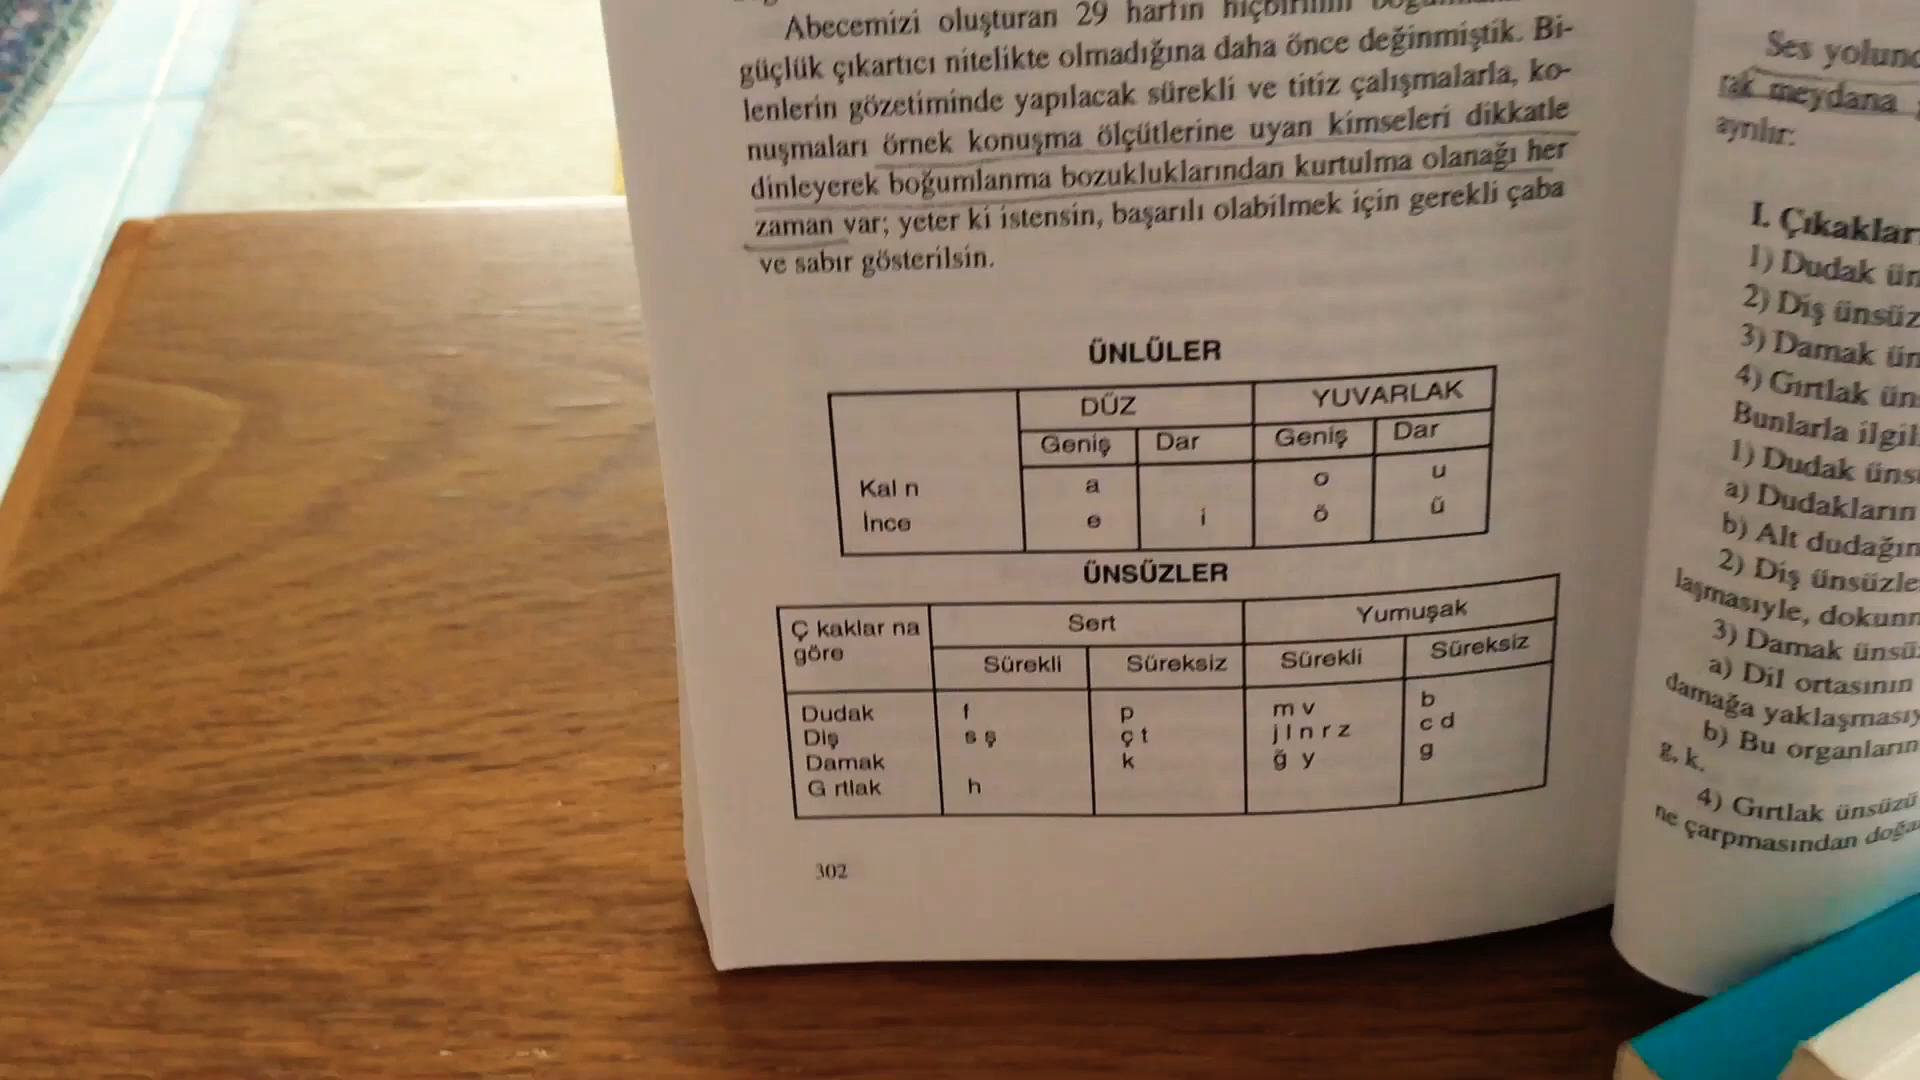 Abecemizi oluşturan 29 harfin hiçbirinin
güçlük çıkartıcı nitelikte olmadığına daha önce değinmiştik. Bi-
lenlerin gözetiminde yapılacak sürekli ve titiz çalışmalarla, ko-
nuşmaları örnek konuşma ölçütlerine uyan kimseleri dikkatle
dinleyerek boğumlanma bozukluklarından kurtulma olanağı her
zaman var; yeter ki istensin, başarılı olabilmek için gerekli çaba
ve sabır gösterilsin.
ÜNLÜLER
DÜZ YUVARLAK
Geniş Dar Geniş Dar
Kal n a o u
İnce e i ö ü
ÜNSÜZLER
Ç kaklar na göre Sert Yumuşak
Sürekli Süreksiz Sürekli Süreksiz
Dudak f p m v b
Diş s ş ç t j l n r z c d
Damak k ğ y g
G rtlak h
302
Ses yolund
rak meydana
ayrılır:
I. Çıkaklar
1) Dudak ün
2) Diş ünsüz
3) Damak ün
4) Gırtlak ün
Bunlarla ilgil
1) Dudak üns
a) Dudakların
b) Alt dudağın
2) Diş ünsüzle
laşmasıyle, dokunn
3) Damak ünsü
a) Dil ortasının
damağa yaklaşmasıy
b) Bu organların
g, k.
4) Gırtlak ünsüzü
ne çarpmasından doğa